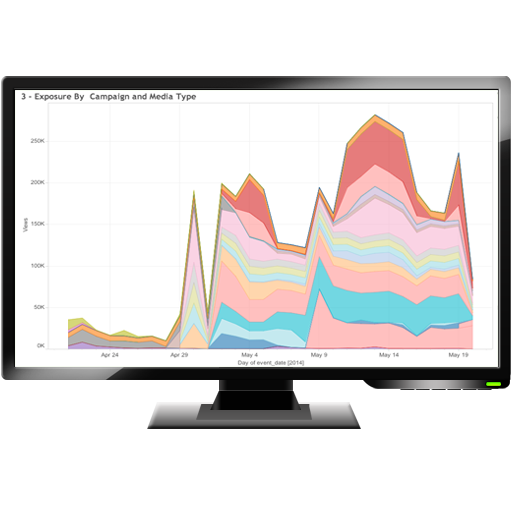 3 - Exposure By Campaign and Media Type
250K
200K
150K
100K
50K
0K
Views
Apr 24
Apr 29
May 4
May 9
May 14
May 19
Day of event_date [2014]